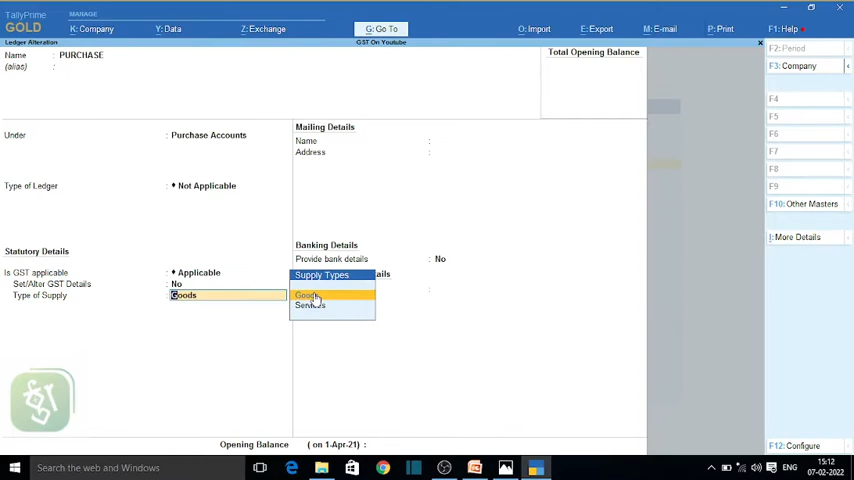 TallyPrime
GOLD
MANAGE
K: Company
Y: Data
Z: Exchange
G: Go To
O: Import
E: Export
M: E-mail
P: Print
F1: Help
Ledger Alteration
GST On Youtube
Name : PURCHASE
(alias) :
Total Opening Balance
Under : Purchase Accounts
Type of Ledger : ♦ Not Applicable
Mailing Details
Name :
Address :
Statutory Details
Is GST applicable : ♦ Applicable
Set/Alter GST Details : No
Type of Supply : Goods
Banking Details
Provide bank details : No
ails
:
Supply Types
Goods
Services
Opening Balance ( on 1-Apr-21) :
F2: Period
F3: Company
F4
F5
F6
F7
F8
F9
F10: Other Masters
I: More Details
F12: Configure
Search the web and Windows
ENG
15:12
07-02-2022